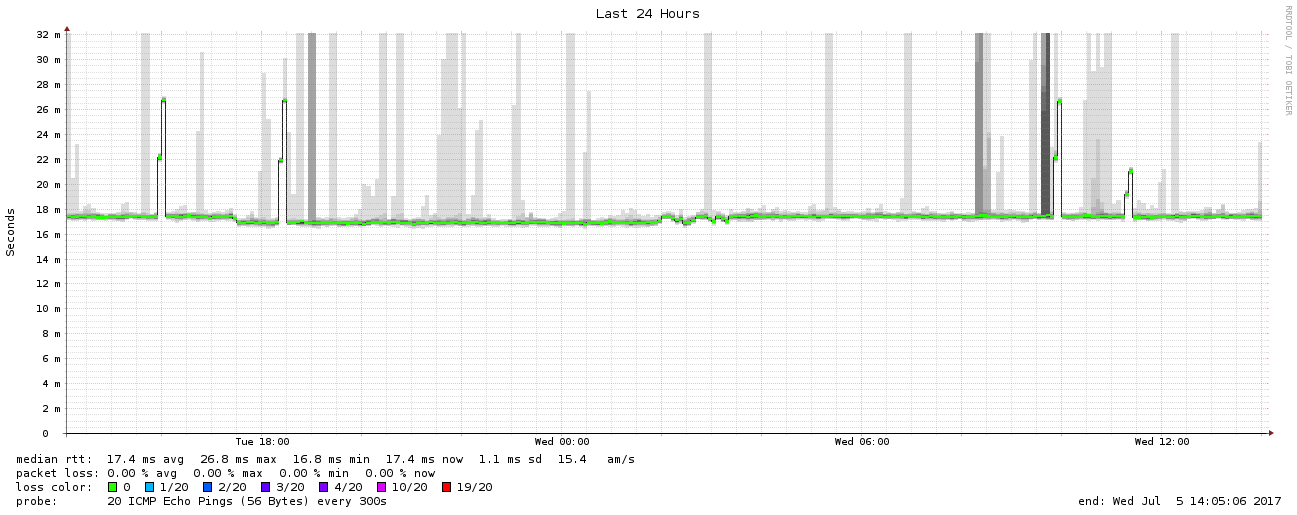 Last 24 Hours
RRDTOOL / TOBI OETIKER
Seconds
32 m
30 m
28 m
26 m
24 m
22 m
20 m
18 m
16 m
14 m
12 m
10 m
8 m
6 m
4 m
2 m
0
Tue 18:00 Wed 00:00 Wed 06:00 Wed 12:00
median rtt: 17.4 ms avg 26.8 ms max 16.8 ms min 17.4 ms now 1.1 ms sd 15.4 am/s
packet loss: 0.00 % avg 0.00 % max 0.00 % min 0.00 % now
loss color: 0 1/20 2/20 3/20 4/20 10/20 19/20
probe: 20 ICMP Echo Pings (56 Bytes) every 300s end: Wed Jul 5 14:05:06 2017